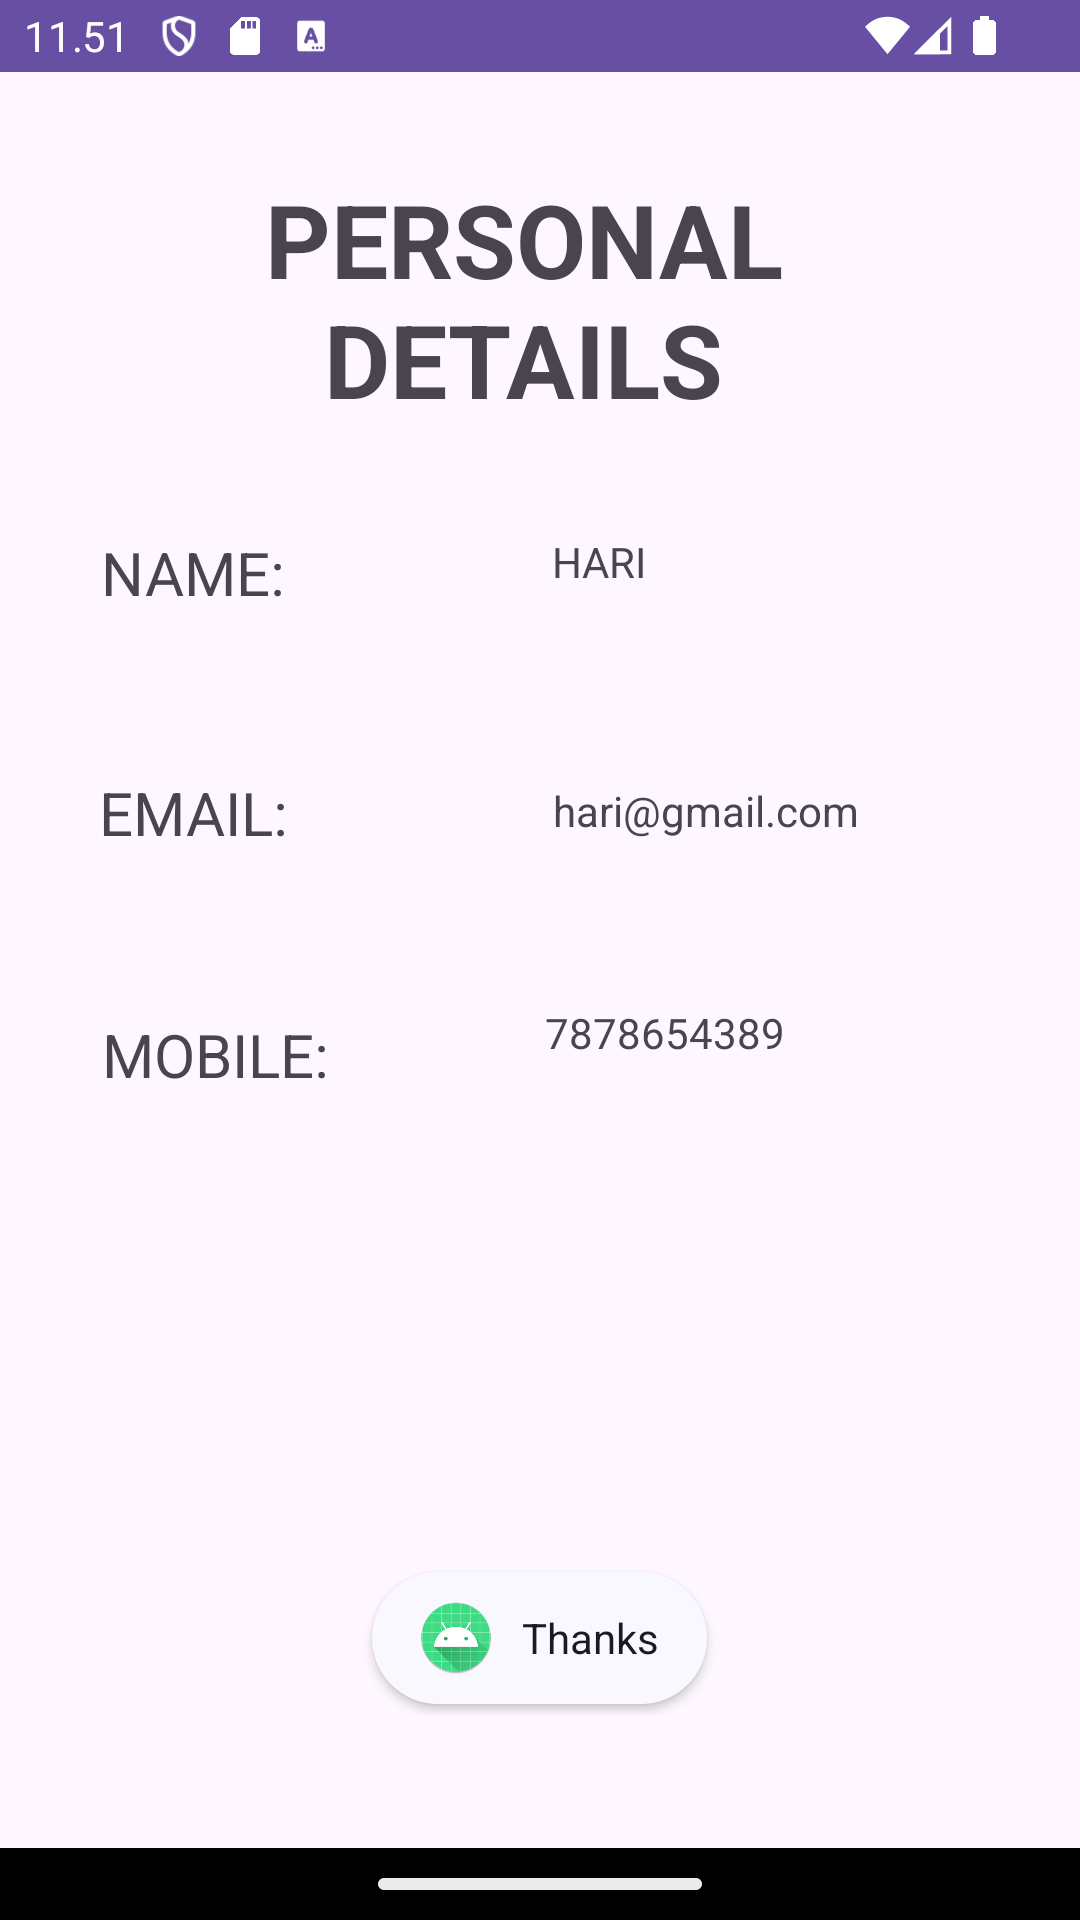 11.51
PERSONAL
DETAILS
NAME: HARI
EMAIL: hari@gmail.com
MOBILE: 7878654389
Thanks